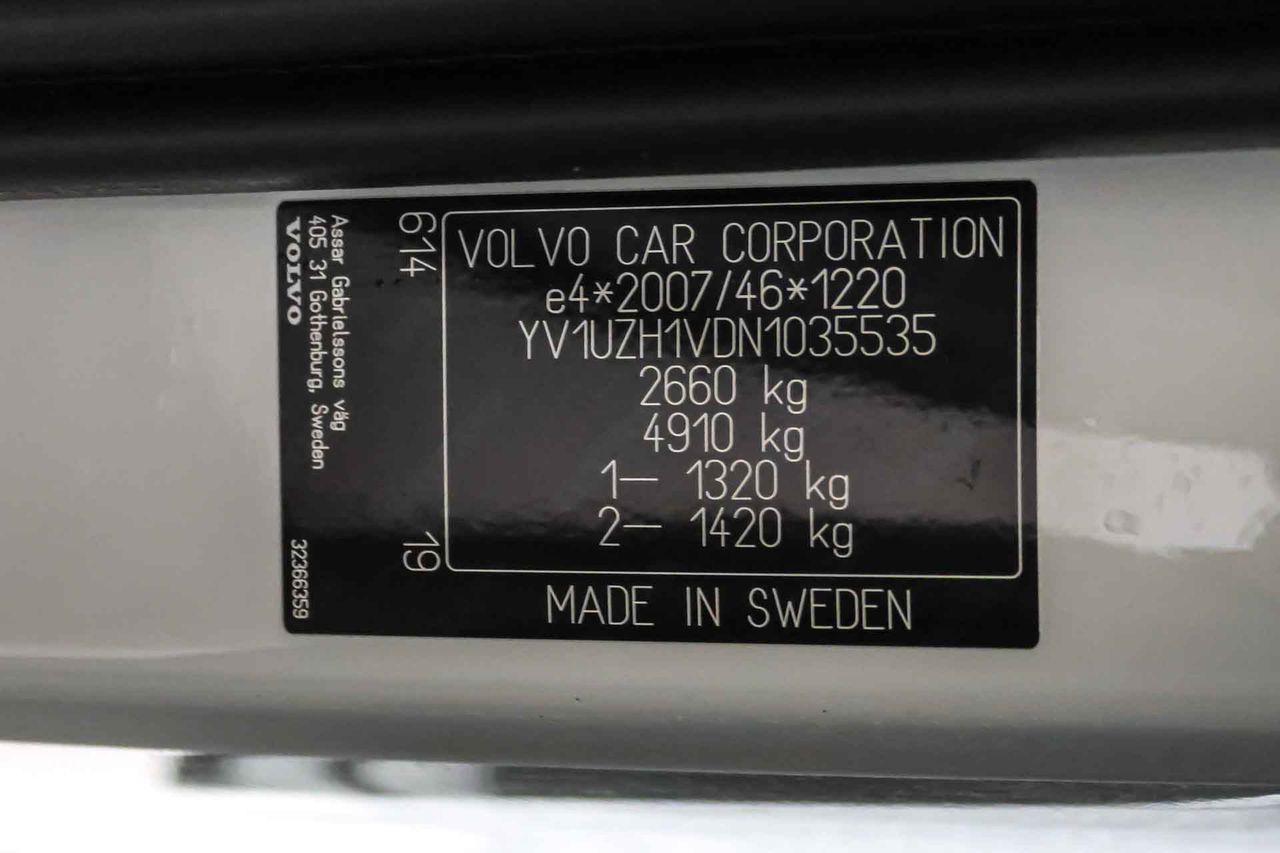 VOLVO CAR CORPORATION
e4*2007/46*1220
YV1UZH1VDN1035535
2660 kg
4910 kg
1— 1320 kg
2— 1420 kg
MADE IN SWEDEN
614
19
Assar Gabrielssons väg
405 31 Gothenburg, Sweden
VOLVO
32366359